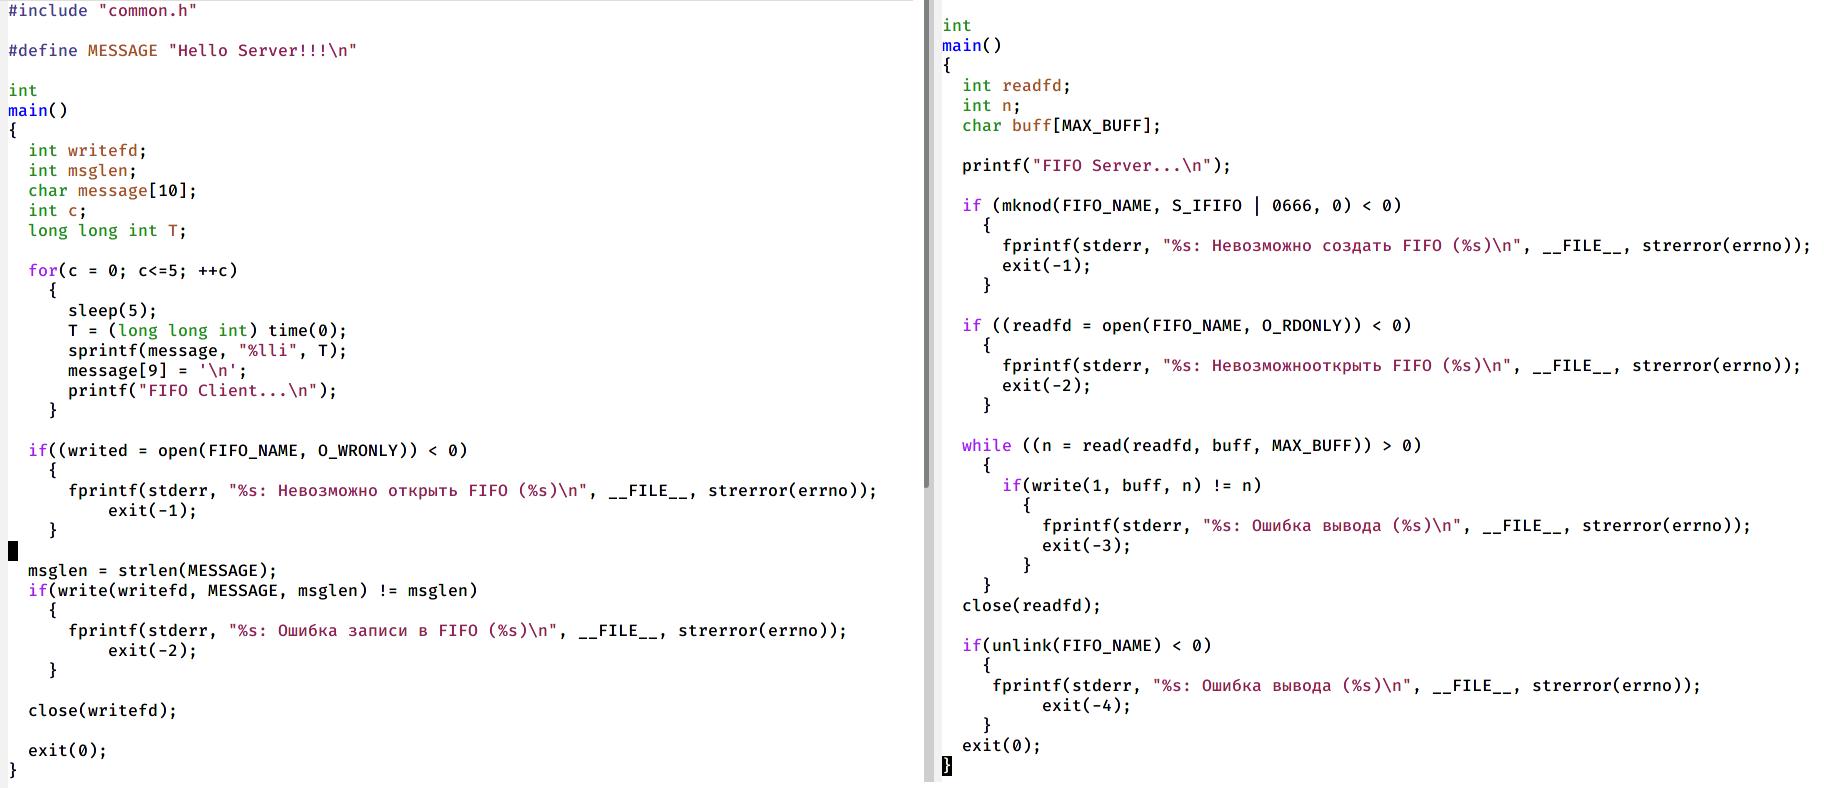 #include "common.h"
#define MESSAGE "Hello Server!!!\n"
int
main()
{
int writefd;
int msglen;
char message[10];
int c;
long long int T;
for(c = 0; c<=5; ++c)
{
sleep(5);
T = (long long int) time(0);
sprintf(message, "%lli", T);
message[9] = '\n';
printf("FIFO Client...\n");
}
if((writed = open(FIFO_NAME, O_WRONLY)) < 0)
{
fprintf(stderr, "%s: Невозможно открыть FIFO (%s)\n", __FILE__, strerror(errno));
exit(-1);
}
msglen = strlen(MESSAGE);
if(write(writefd, MESSAGE, msglen) != msglen)
{
fprintf(stderr, "%s: Ошибка записи в FIFO (%s)\n", __FILE__, strerror(errno));
exit(-2);
}
close(writefd);
exit(0);
}
int
main()
{
int readfd;
int n;
char buff[MAX_BUFF];
printf("FIFO Server...\n");
if (mknod(FIFO_NAME, S_IFIFO | 0666, 0) < 0)
{
fprintf(stderr, "%s: Невозможно создать FIFO (%s)\n", __FILE__, strerror(errno));
exit(-1);
}
if ((readfd = open(FIFO_NAME, O_RDONLY)) < 0)
{
fprintf(stderr, "%s: Невозможнооткрыть FIFO (%s)\n", __FILE__, strerror(errno));
exit(-2);
}
while ((n = read(readfd, buff, MAX_BUFF)) > 0)
{
if(write(1, buff, n) != n)
{
fprintf(stderr, "%s: Ошибка вывода (%s)\n", __FILE__, strerror(errno));
exit(-3);
}
}
close(readfd);
if(unlink(FIFO_NAME) < 0)
{
fprintf(stderr, "%s: Ошибка вывода (%s)\n", __FILE__, strerror(errno));
exit(-4);
}
exit(0);
}